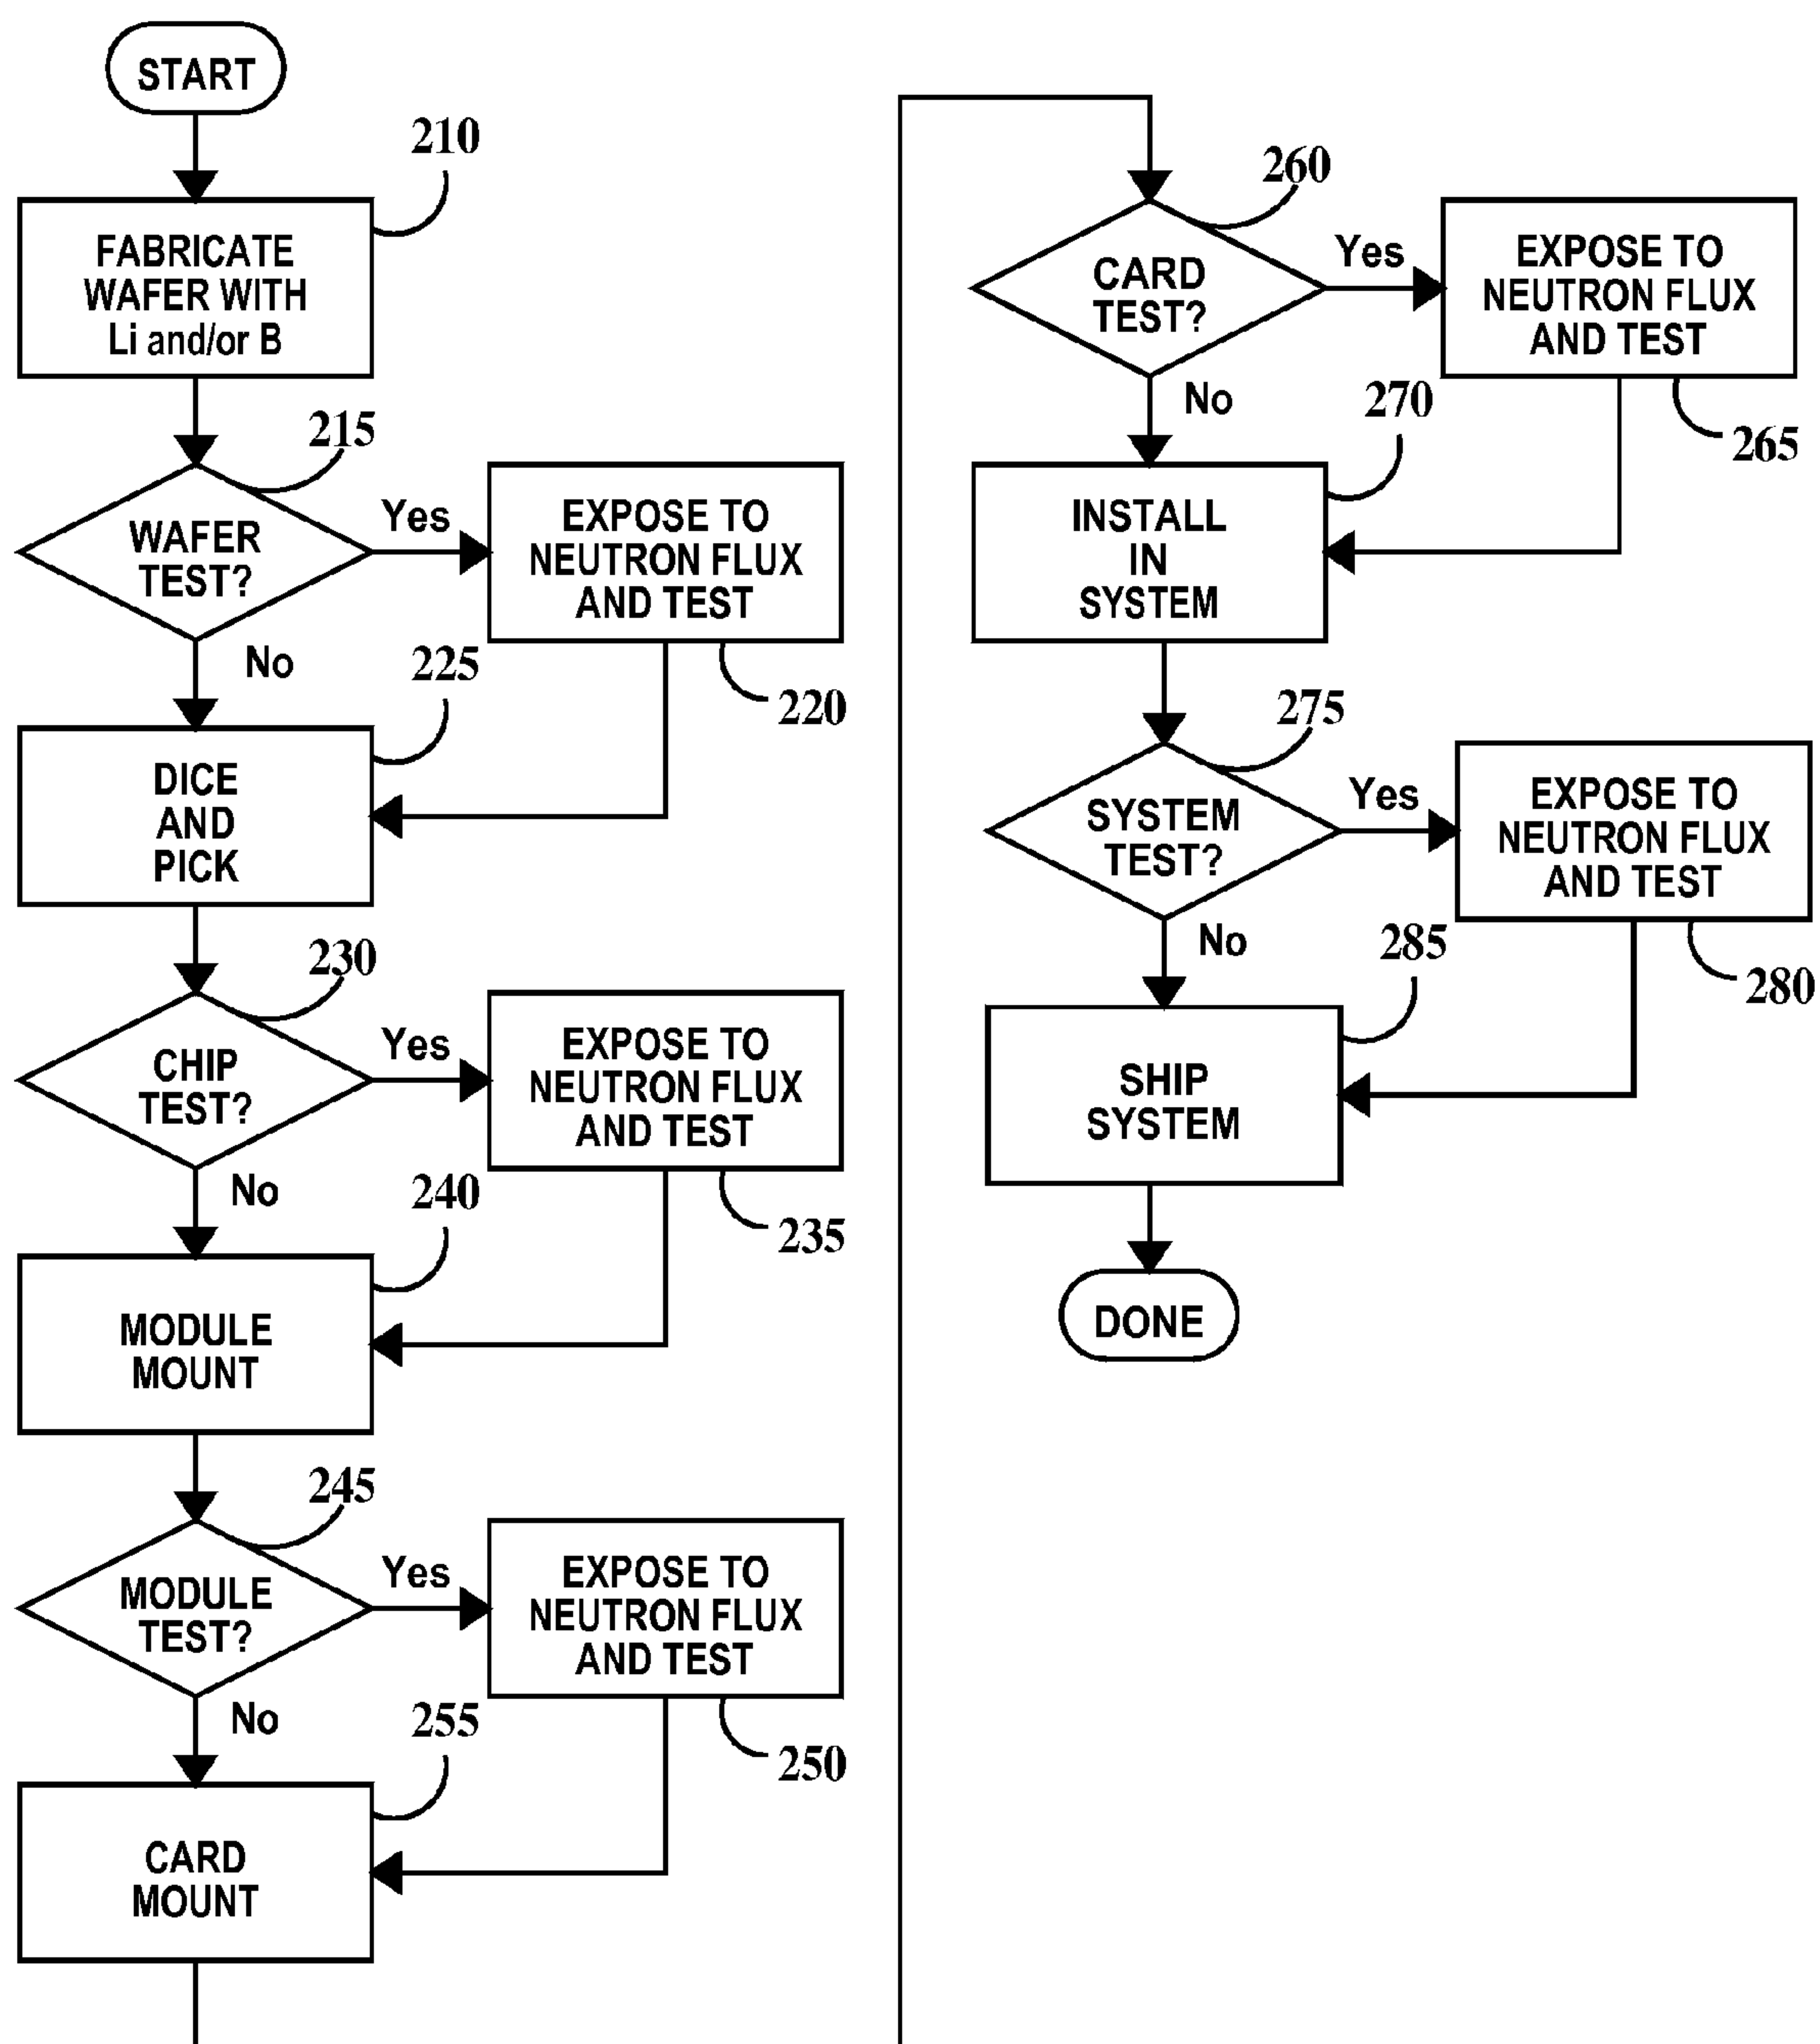 START
210
FABRICATE
WAFER WITH
Li and/or B
215
WAFER
TEST?
Yes
EXPOSE TO
NEUTRON FLUX
AND TEST
220
No
225
DICE
AND
PICK
230
CHIP
TEST?
Yes
EXPOSE TO
NEUTRON FLUX
AND TEST
235
No
240
MODULE
MOUNT
245
MODULE
TEST?
Yes
EXPOSE TO
NEUTRON FLUX
AND TEST
250
No
255
CARD
MOUNT
260
CARD
TEST?
Yes
EXPOSE TO
NEUTRON FLUX
AND TEST
265
No
270
INSTALL
IN
SYSTEM
275
SYSTEM
TEST?
Yes
EXPOSE TO
NEUTRON FLUX
AND TEST
280
No
285
SHIP
SYSTEM
DONE